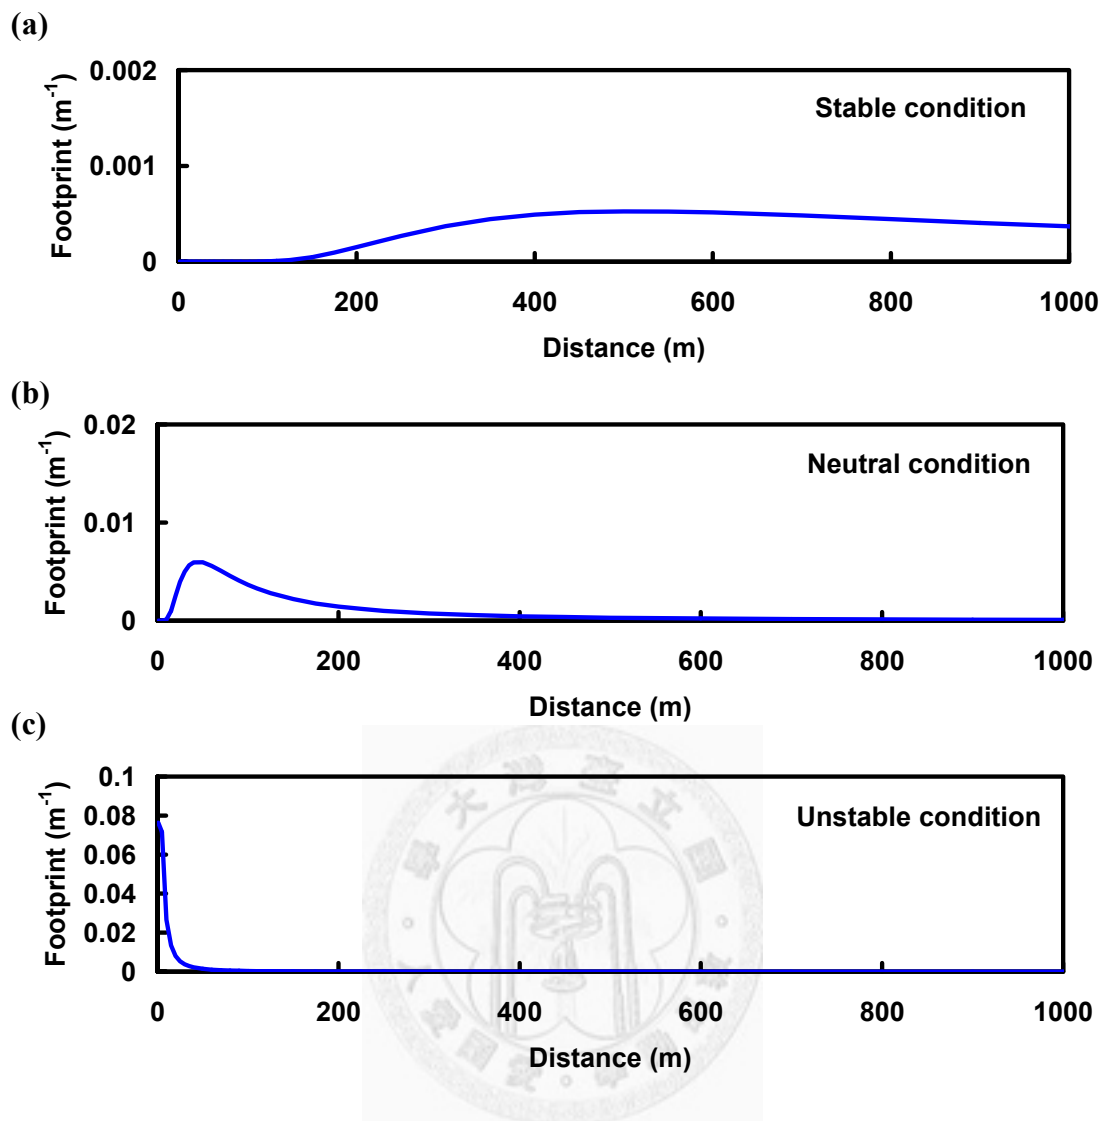 (a)
0.002
0.001
0
Footprint (m⁻¹)
Stable condition
0 200 400 600 800 1000
Distance (m)
(b)
0.02
0.01
0
Footprint (m⁻¹)
Neutral condition
0 200 400 600 800 1000
Distance (m)
(c)
0.1
0.08
0.06
0.04
0.02
0
Footprint (m⁻¹)
Unstable condition
0 200 400 600 800 1000
Distance (m)